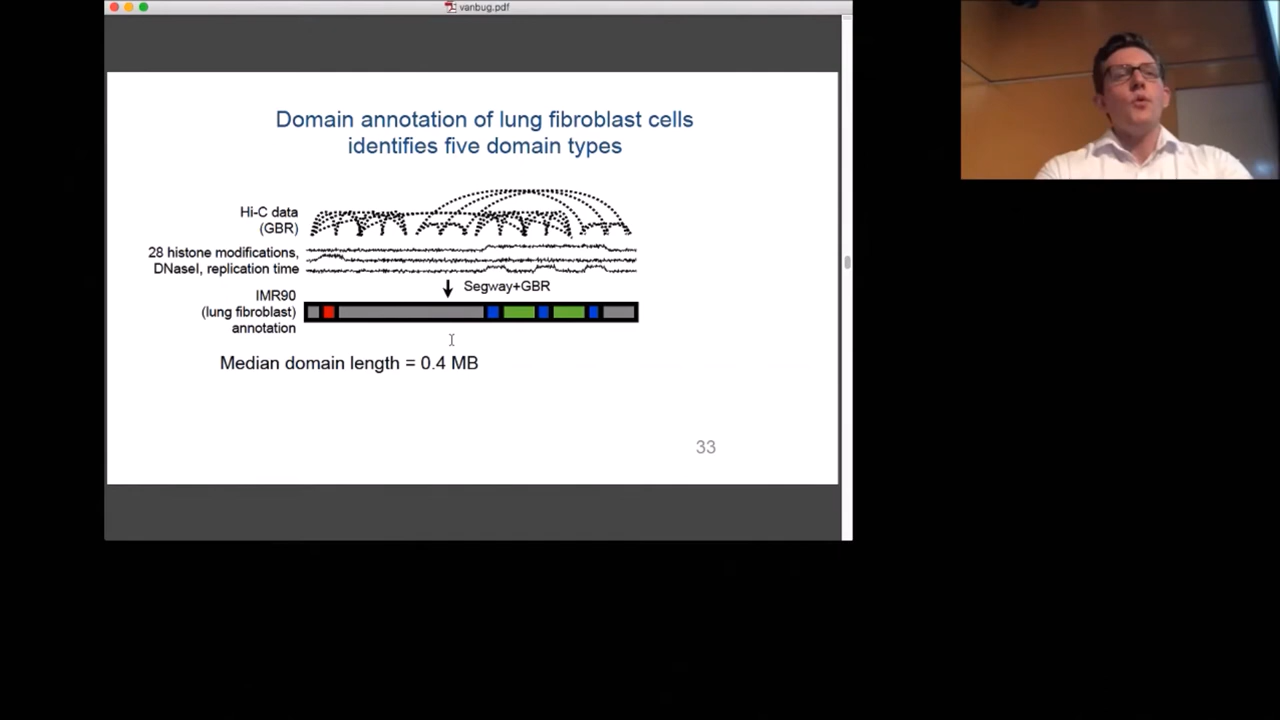 vanbug.pdf
Domain annotation of lung fibroblast cells
identifies five domain types
Hi-C data
(GBR)
28 histone modifications,
DNaseI, replication time
Segway+GBR
IMR90
(lung fibroblast)
annotation
Median domain length = 0.4 MB
33